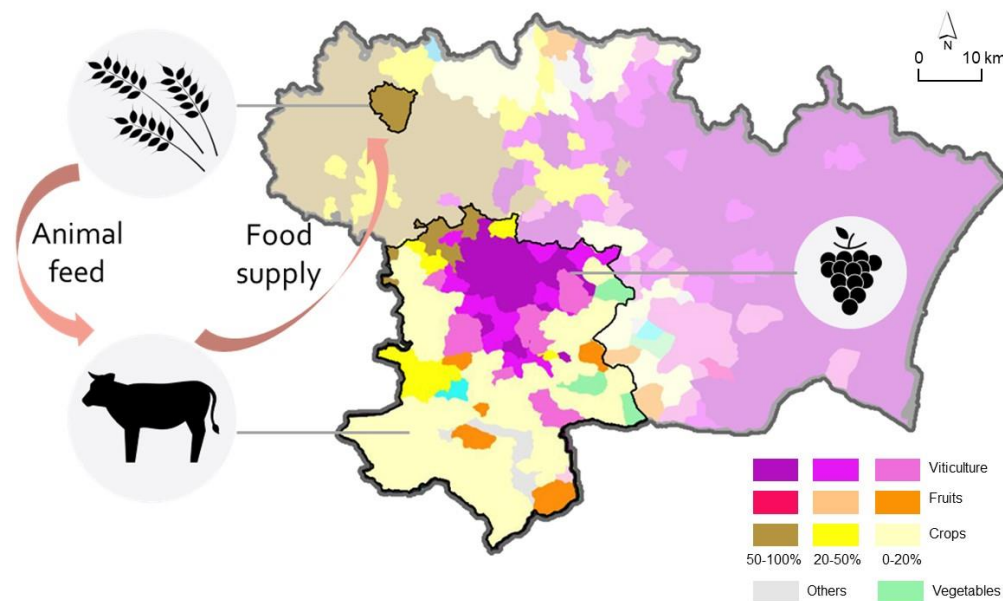 N
0 10 km
Animal
feed
Food
supply
Viticulture
Fruits
Crops
50-100% 20-50% 0-20%
Others Vegetables